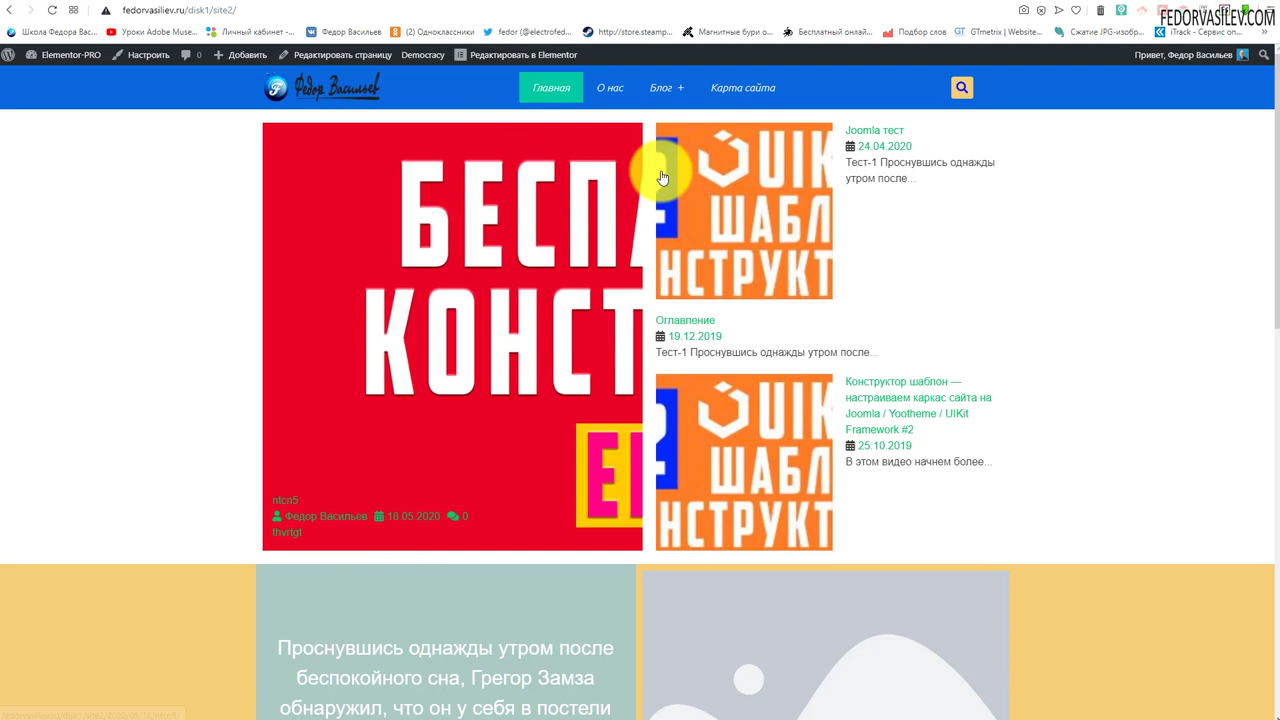 fedorvasiliev.ru/disk1/site2/
FEDORVASILEV.COM
Школа Федора Вас...
Уроки Adobe Muse...
Личный кабинет -...
Федор Васильев
(2) Одноклассники
fedor (@electrofed...
http://store.steamp...
Магнитные бури о...
Бесплатный онлай...
Подбор слов
GTmetrix | Website...
Сжатие JPG-изобр...
iTrack - Сервис оп...
Elementor-PRO
Настроить
0
Добавить
Редактировать страницу
Democracy
Редактировать в Elementor
Привет, Федор Васильев
Федор Васильев
Главная
О нас
Блог +
Карта сайта
БЕСПЛ
КОНСТ
ntcn5
Федор Васильев
18.05.2020
0
thvrtgt
UIK
ШАБЛ
НСТРУКТ
Joomla тест
24.04.2020
Тест-1 Проснувшись однажды
утром после...
Оглавление
19.12.2019
Тест-1 Проснувшись однажды утром после...
UIK
ШАБЛ
НСТРУКТ
Конструктор шаблон —
настраиваем каркас сайта на
Joomla / Yootheme / UIKit
Framework #2
25.10.2019
В этом видео начнем более...
Проснувшись однажды утром после
беспокойного сна, Грегор Замза
обнаружил, что он у себя в постели